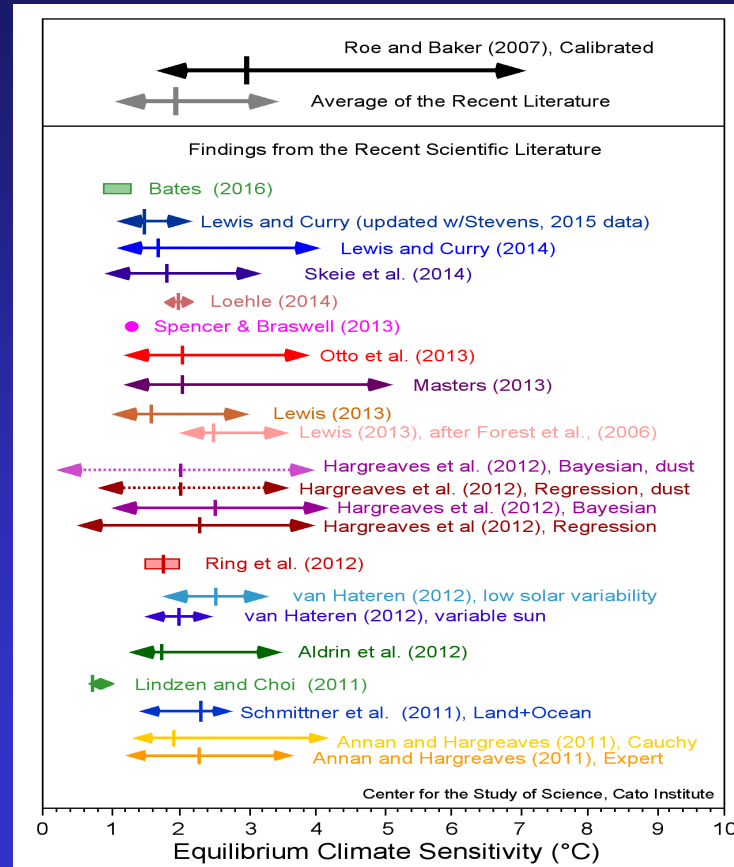 Roe and Baker (2007), Calibrated
Average of the Recent Literature
Findings from the Recent Scientific Literature
Bates (2016)
Lewis and Curry (updated w/Stevens, 2015 data)
Lewis and Curry (2014)
Skeie et al. (2014)
Loehle (2014)
Spencer & Braswell (2013)
Otto et al. (2013)
Masters (2013)
Lewis (2013)
Lewis (2013), after Forest et al., (2006)
Hargreaves et al. (2012), Bayesian, dust
Hargreaves et al. (2012), Regression, dust
Hargreaves et al. (2012), Bayesian
Hargreaves et al (2012), Regression
Ring et al. (2012)
van Hateren (2012), low solar variability
van Hateren (2012), variable sun
Aldrin et al. (2012)
Lindzen and Choi (2011)
Schmittner et al. (2011), Land+Ocean
Annan and Hargreaves (2011), Cauchy
Annan and Hargreaves (2011), Expert
Center for the Study of Science, Cato Institute
0 1 2 3 4 5 6 7 8 9 10
Equilibrium Climate Sensitivity (°C)